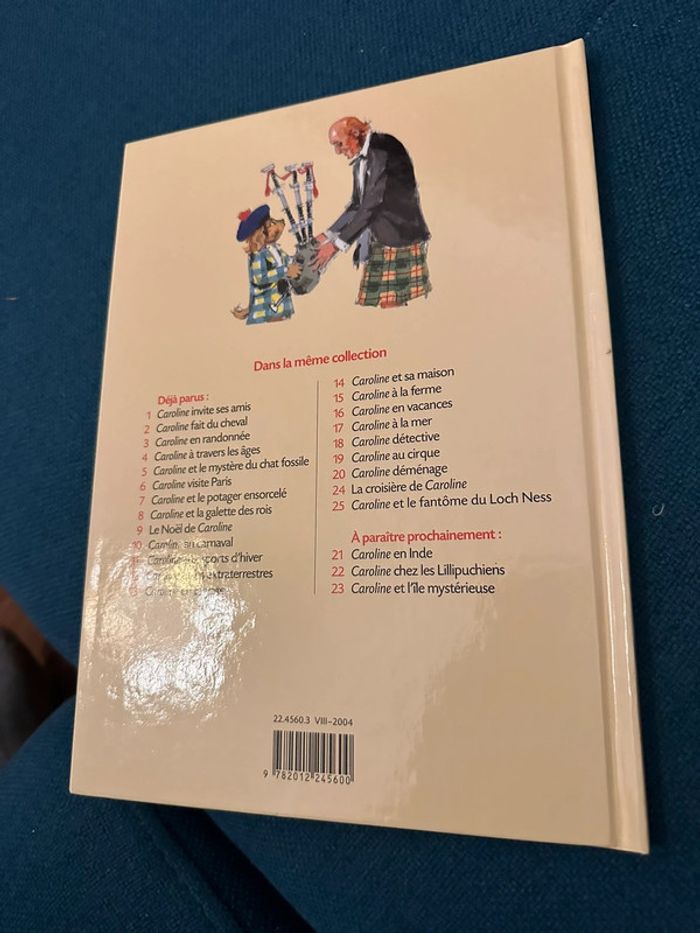 Dans la même collection
Déjà parus :
1 Caroline invite ses amis
2 Caroline fait du cheval
3 Caroline en randonnée
4 Caroline à travers les âges
5 Caroline et le mystère du chat fossile
6 Caroline visite Paris
7 Caroline et le potager ensorcelé
8 Caroline et la galette des rois
9 Le Noël de Caroline
10 Caroline au carnaval
Caroline sports d'hiver
extraterrestres
14 Caroline et sa maison
15 Caroline à la ferme
16 Caroline en vacances
17 Caroline à la mer
18 Caroline détective
19 Caroline au cirque
20 Caroline déménage
24 La croisière de Caroline
25 Caroline et le fantôme du Loch Ness
À paraître prochainement :
21 Caroline en Inde
22 Caroline chez les Lillipuchiens
23 Caroline et l'île mystérieuse
22.4560.3 VIII-2004
9 782012 245600